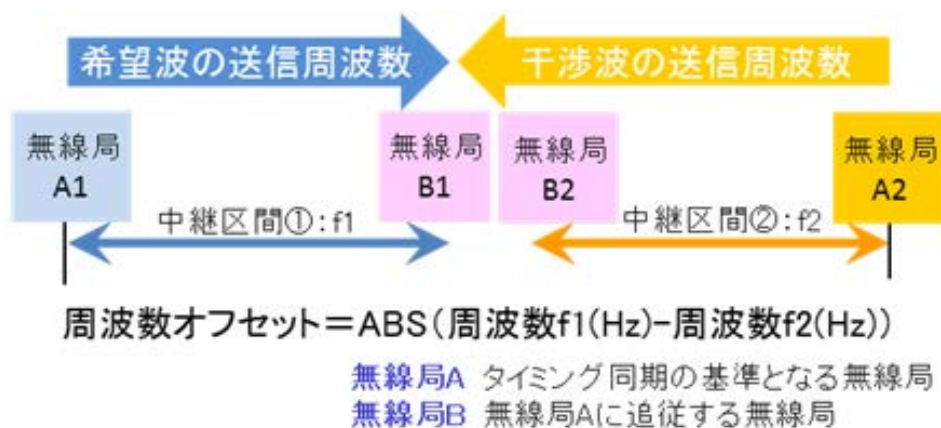 希望波の送信周波数
干渉波の送信周波数
無線局
A1
無線局
B1
無線局
B2
無線局
A2
中継区間①:f1
中継区間②:f2
周波数オフセット=ABS(周波数f1(Hz)-周波数f2(Hz))
無線局A タイミング同期の基準となる無線局
無線局B 無線局Aに追従する無線局